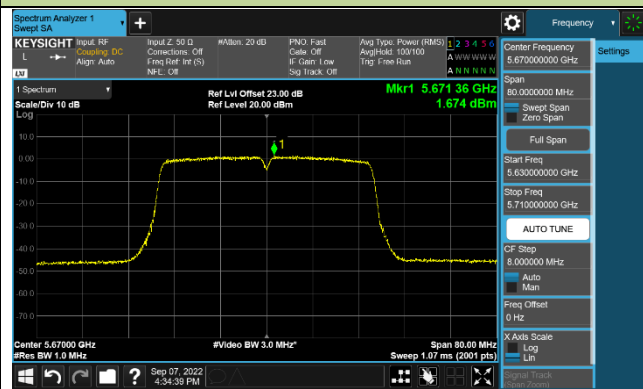 Spectrum Analyzer 1
Swept SA
Frequency
KEYSIGHT
L
LXI
Input: RF
Coupling: DC
Align: Auto
Input Z: 50 Ω
Corrections: Off
Freq Ref: Int (S)
NFE: Off
#Atten: 20 dB
PNO: Fast
Gate: Off
IF Gain: Low
Sig Track: Off
Avg Type: Power (RMS)
Avg|Hold: 100/100
Trig: Free Run
1 2 3 4 5 6
A W W W W W
A N N N N N
1 Spectrum
Scale/Div 10 dB
Log
Ref Lvl Offset 23.00 dB
Ref Level 20.00 dBm
Mkr1 5.671 36 GHz
1.674 dBm
10.0
0.00
-10.0
-20.0
-30.0
-40.0
-50.0
-60.0
-70.0
1
Center 5.67000 GHz
#Res BW 1.0 MHz
#Video BW 3.0 MHz*
Span 80.00 MHz
Sweep 1.07 ms (2001 pts)
Sep 07, 2022
4:34:39 PM
?
Center Frequency
5.670000000 GHz
Settings
Span
80.0000000 MHz
Swept Span
Zero Span
Full Span
Start Freq
5.630000000 GHz
Stop Freq
5.710000000 GHz
AUTO TUNE
CF Step
8.000000 MHz
Auto
Man
Freq Offset
0 Hz
X Axis Scale
Log
Lin
Signal Track
(Span Zoom)